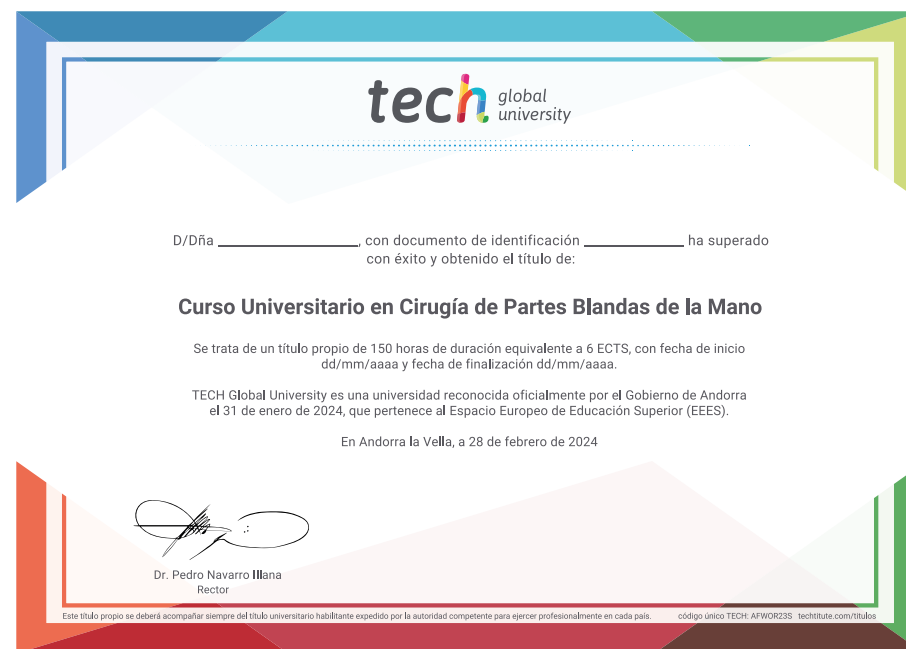 tech global university
D/Dña ____________________, con documento de identificación ______________ ha superado
con éxito y obtenido el título de:
Curso Universitario en Cirugía de Partes Blandas de la Mano
Se trata de un título propio de 150 horas de duración equivalente a 6 ECTS, con fecha de inicio
dd/mm/aaaa y fecha de finalización dd/mm/aaaa.
TECH Global University es una universidad reconocida oficialmente por el Gobierno de Andorra
el 31 de enero de 2024, que pertenece al Espacio Europeo de Educación Superior (EEES).
En Andorra la Vella, a 28 de febrero de 2024
Dr. Pedro Navarro Illana
Rector
Este título propio se deberá acompañar siempre del título universitario habilitante expedido por la autoridad competente para ejercer profesionalmente en cada país. código único TECH: AFWOR23S techtitute.com/titulos